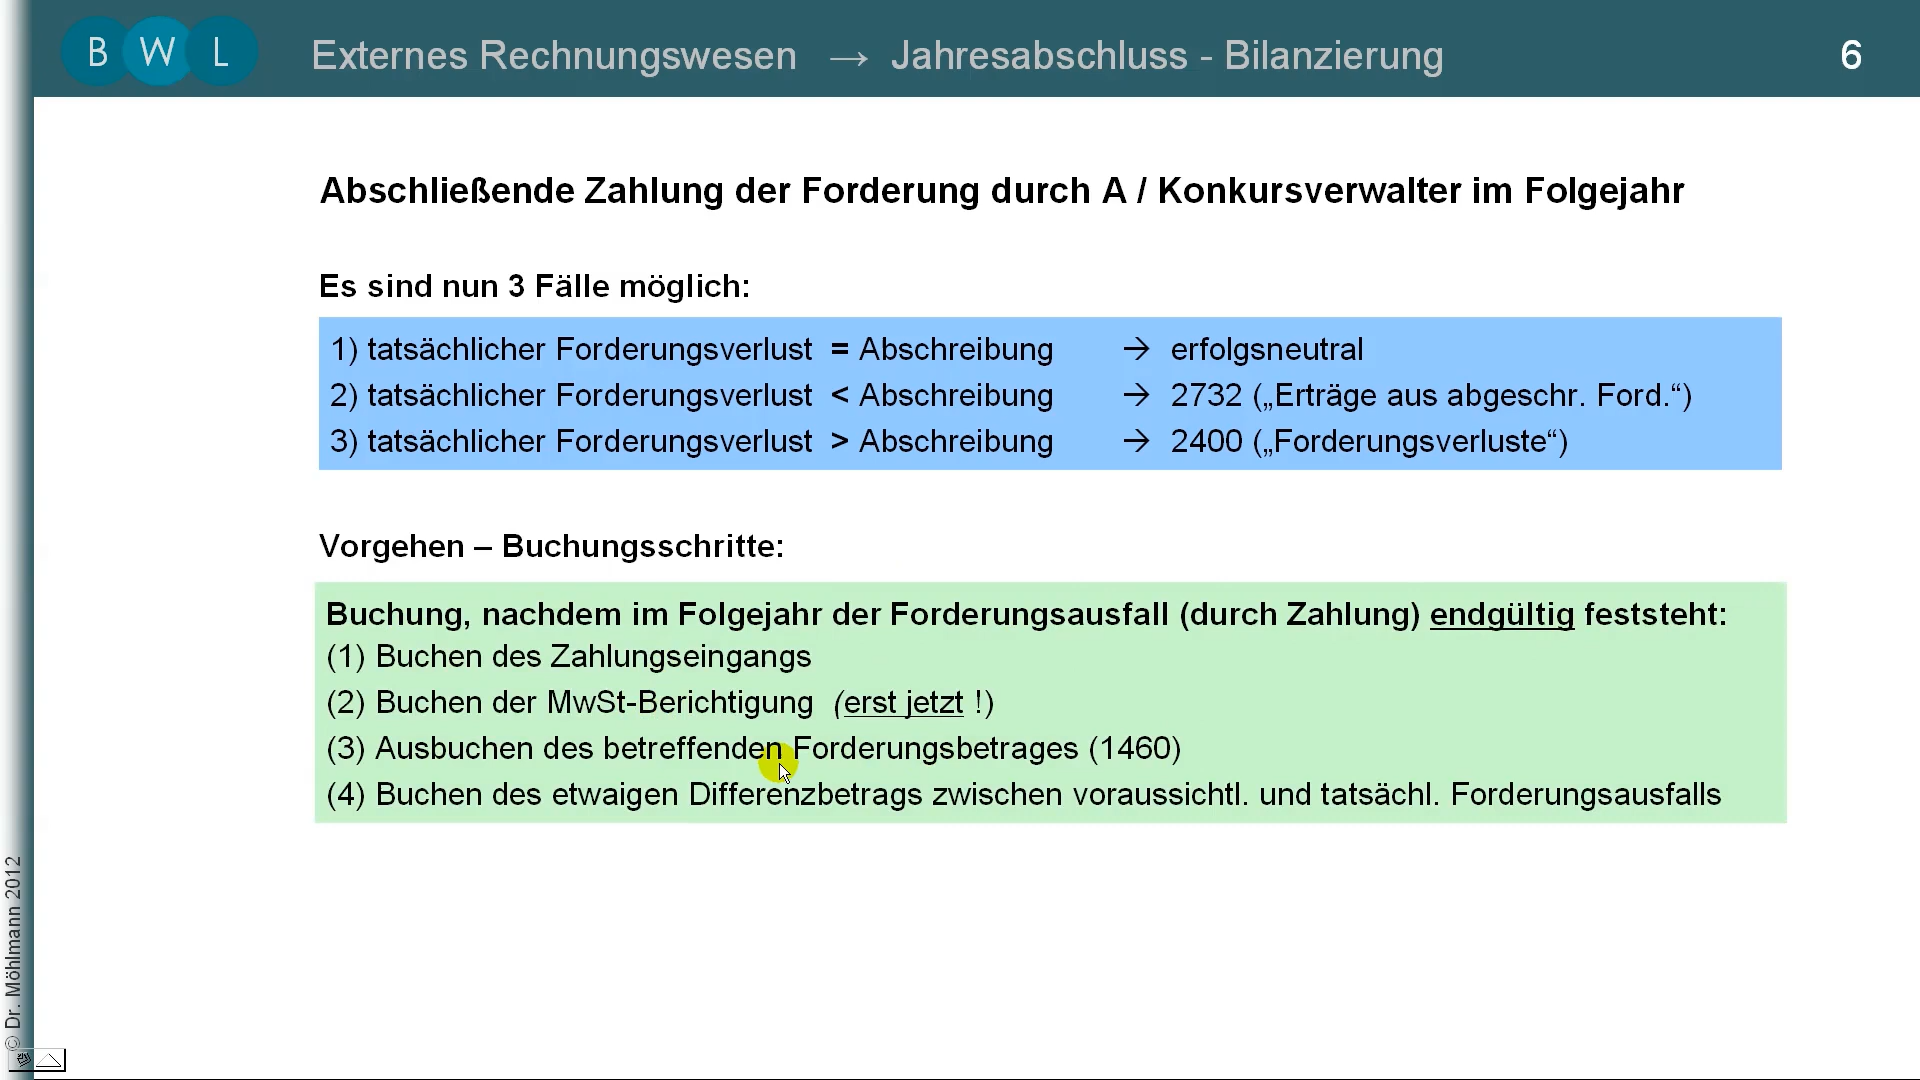 B W L Externes Rechnungswesen → Jahresabschluss - Bilanzierung 6
Abschließende Zahlung der Forderung durch A / Konkursverwalter im Folgejahr
Es sind nun 3 Fälle möglich:
1) tatsächlicher Forderungsverlust = Abschreibung → erfolgsneutral
2) tatsächlicher Forderungsverlust < Abschreibung → 2732 („Erträge aus abgeschr. Ford.“)
3) tatsächlicher Forderungsverlust > Abschreibung → 2400 („Forderungsverluste“)
Vorgehen – Buchungsschritte:
Buchung, nachdem im Folgejahr der Forderungsausfall (durch Zahlung) endgültig feststeht:
(1) Buchen des Zahlungseingangs
(2) Buchen der MwSt-Berichtigung (erst jetzt !)
(3) Ausbuchen des betreffenden Forderungsbetrages (1460)
(4) Buchen des etwaigen Differenzbetrags zwischen voraussichtl. und tatsächl. Forderungsausfalls
© Dr. Möhlmann 2012